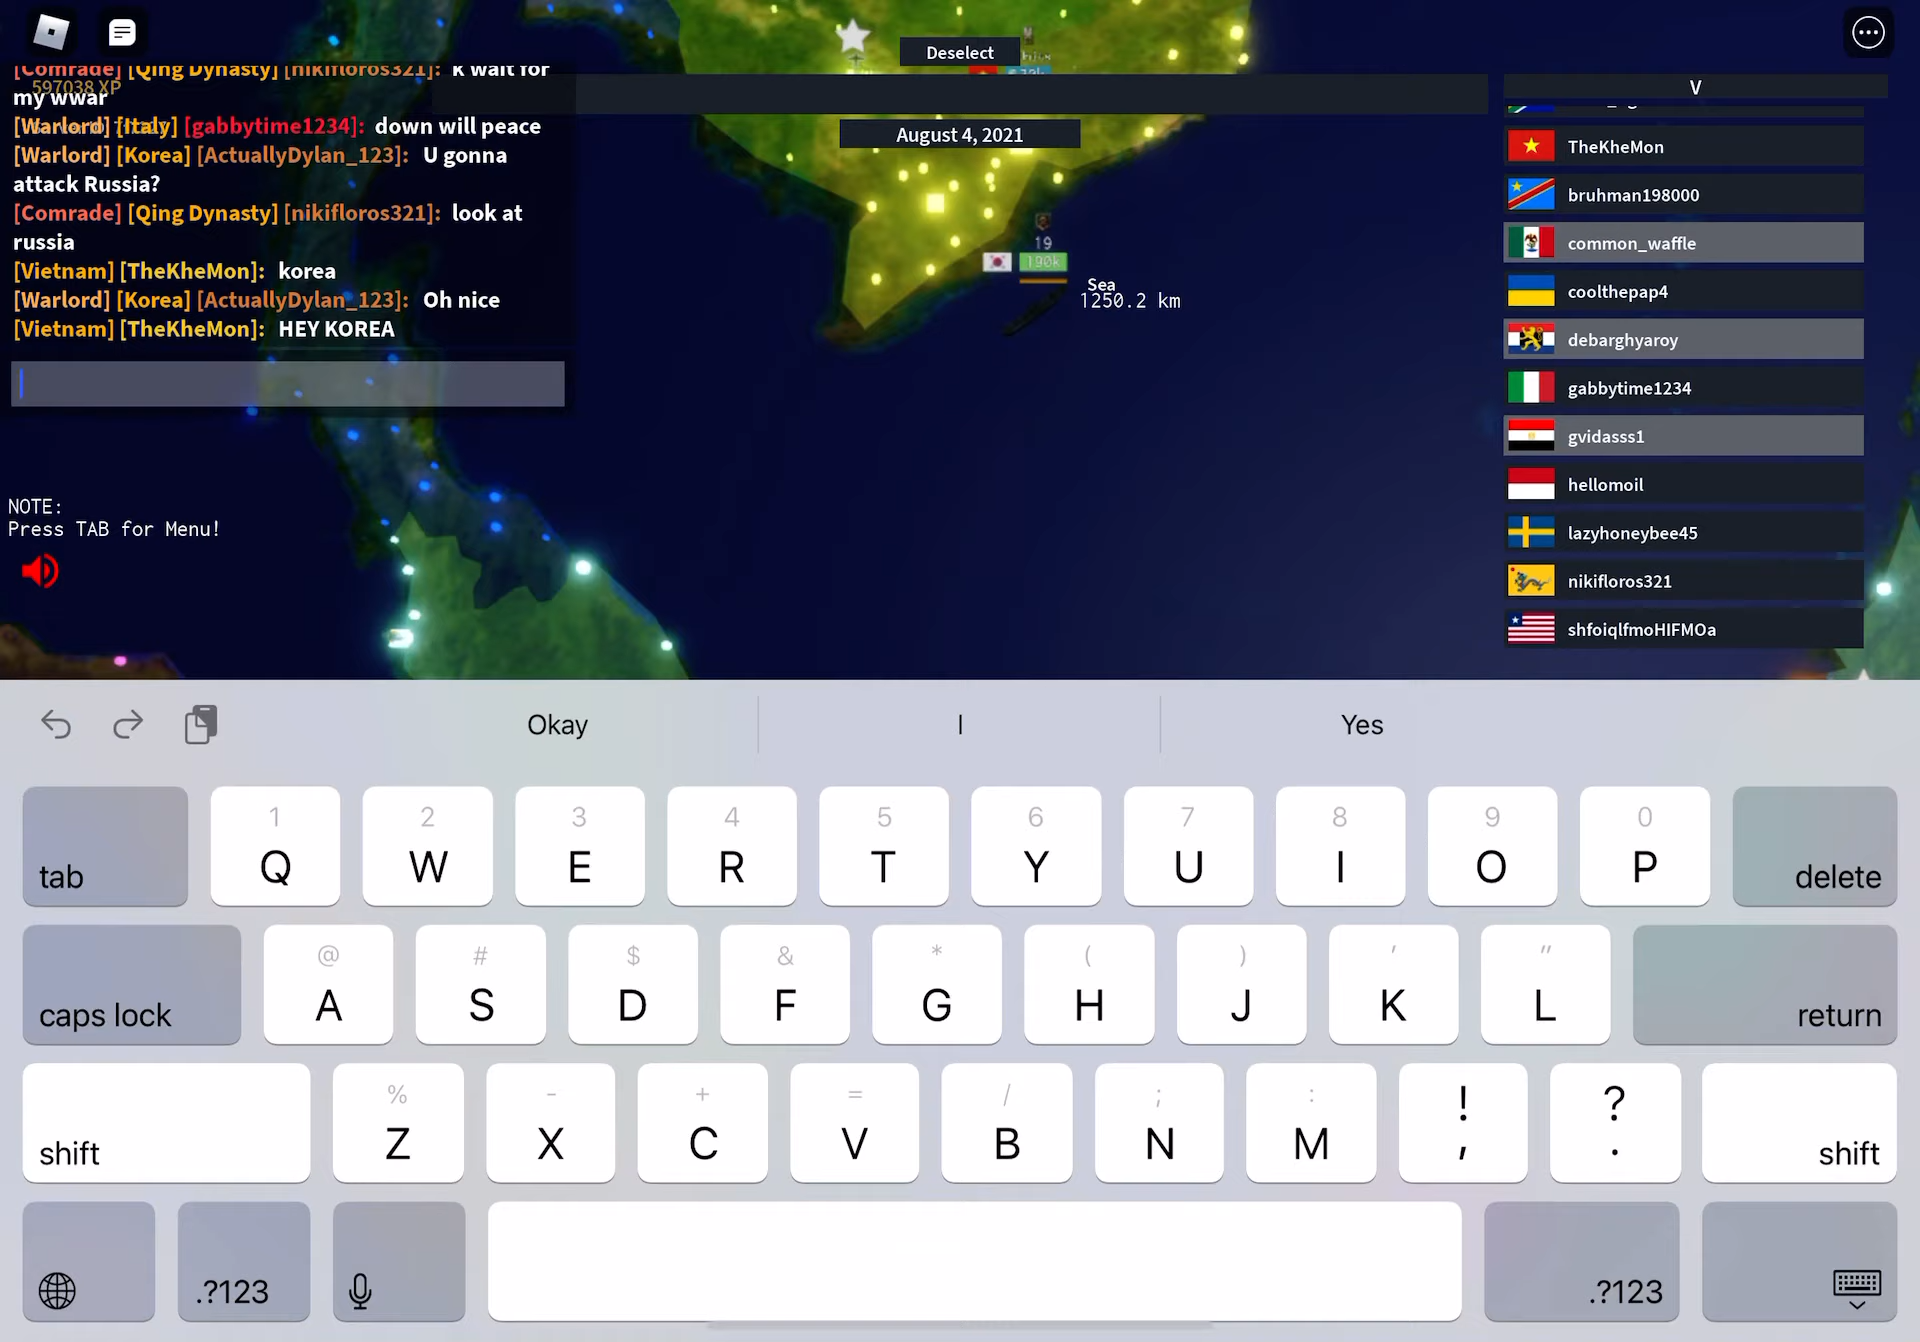 [Comrade] [Qing Dynasty] [nikifloros321]: k wait for
597038 XP
my wwar
[Warlord] [Italy] [gabbytime1234]: down will peace
[Warlord] [Korea] [ActuallyDylan_123]: U gonna
attack Russia?
[Comrade] [Qing Dynasty] [nikifloros321]: look at
russia
[Vietnam] [TheKheMon]: korea
[Warlord] [Korea] [ActuallyDylan_123]: Oh nice
[Vietnam] [TheKheMon]: HEY KOREA
NOTE:
Press TAB for Menu!
Deselect
August 4, 2021
19
190k
Sea
1250.2 km
V
TheKheMon
bruhman198000
common_waffle
coolthepap4
debarghyaroy
gabbytime1234
gvidasss1
hellomoil
lazyhoneybee45
nikifloros321
shfoiqlfmoHIFMOa
Okay I Yes
1 2 3 4 5 6 7 8 9 0
tab Q W E R T Y U I O P delete
@ # $ & * ( ) ' "
caps lock A S D F G H J K L return
% - + = / ; : ! ?
shift Z X C V B N M , . shift
.?123 .?123